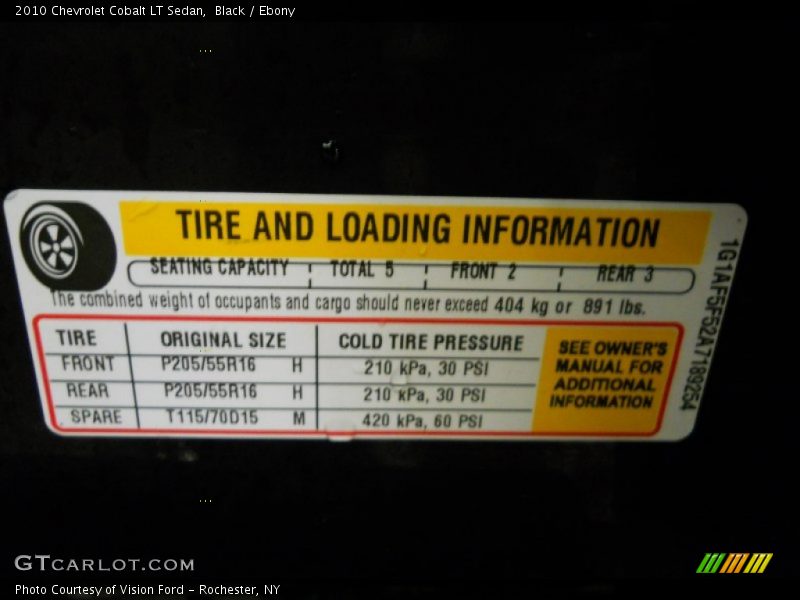 2010 Chevrolet Cobalt LT Sedan,  Black / Ebony
TIRE AND LOADING INFORMATION
SEATING CAPACITY TOTAL 5 FRONT 2 REAR 3
The combined weight of occupants and cargo should never exceed 404 kg or 891 lbs.
TIRE ORIGINAL SIZE COLD TIRE PRESSURE
FRONT P205/55R16 H 210 kPa, 30 PSI
REAR P205/55R16 H 210 kPa, 30 PSI
SPARE T115/70D15 M 420 kPa, 60 PSI
SEE OWNER'S
MANUAL FOR
ADDITIONAL
INFORMATION
1G1AF5F52A7189254
GTCARLOT.COM
Photo Courtesy of Vision Ford – Rochester, NY